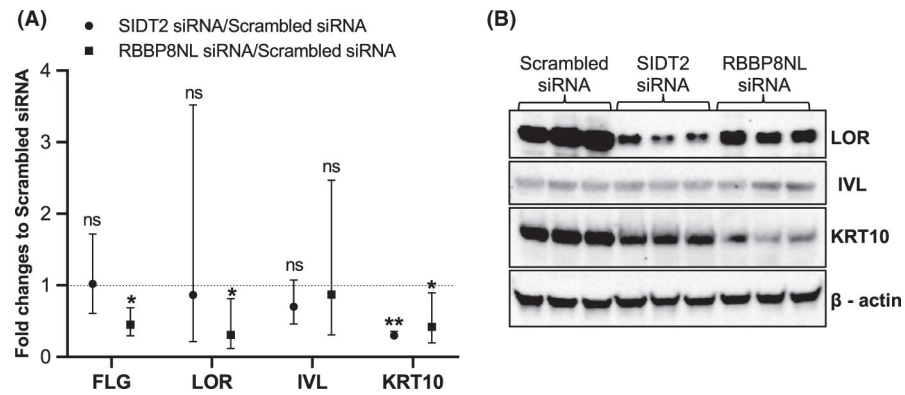 (A)
SIDT2 siRNA/Scrambled siRNA
RBBP8NL siRNA/Scrambled siRNA
Fold changes to Scrambled siRNA
4
3
2
1
0
ns
*
ns
*
ns
ns
**
*
FLG
LOR
IVL
KRT10
(B)
Scrambled siRNA
SIDT2 siRNA
RBBP8NL siRNA
LOR
IVL
KRT10
β - actin